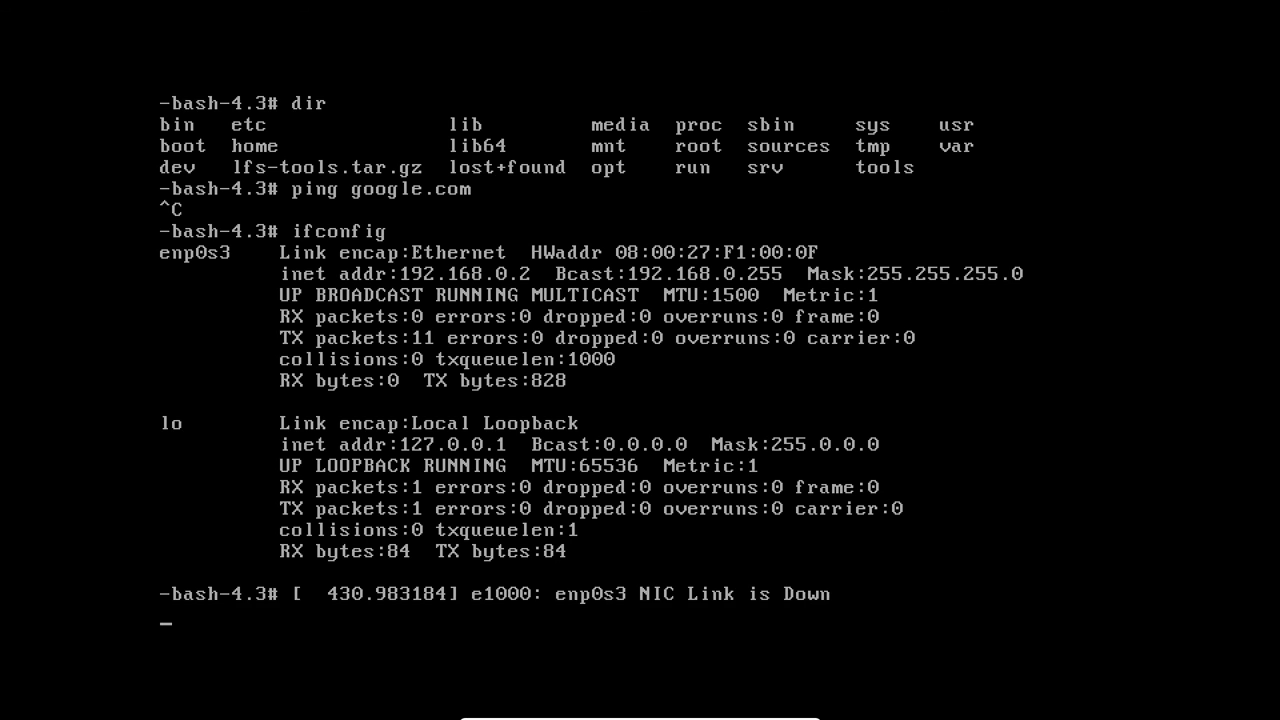 -bash-4.3# dir
bin   etc               lib         media  proc  sbin     sys    usr
boot  home              lib64       mnt    root  sources  tmp    var
dev   lfs-tools.tar.gz  lost+found  opt    run   srv      tools
-bash-4.3# ping google.com
^C
-bash-4.3# ifconfig
enp0s3    Link encap:Ethernet  HWaddr 08:00:27:F1:00:0F
          inet addr:192.168.0.2  Bcast:192.168.0.255  Mask:255.255.255.0
          UP BROADCAST RUNNING MULTICAST  MTU:1500  Metric:1
          RX packets:0 errors:0 dropped:0 overruns:0 frame:0
          TX packets:11 errors:0 dropped:0 overruns:0 carrier:0
          collisions:0 txqueuelen:1000
          RX bytes:0  TX bytes:828

lo        Link encap:Local Loopback
          inet addr:127.0.0.1  Bcast:0.0.0.0  Mask:255.0.0.0
          UP LOOPBACK RUNNING  MTU:65536  Metric:1
          RX packets:1 errors:0 dropped:0 overruns:0 frame:0
          TX packets:1 errors:0 dropped:0 overruns:0 carrier:0
          collisions:0 txqueuelen:1
          RX bytes:84  TX bytes:84

-bash-4.3# [  430.983184] e1000: enp0s3 NIC Link is Down
_